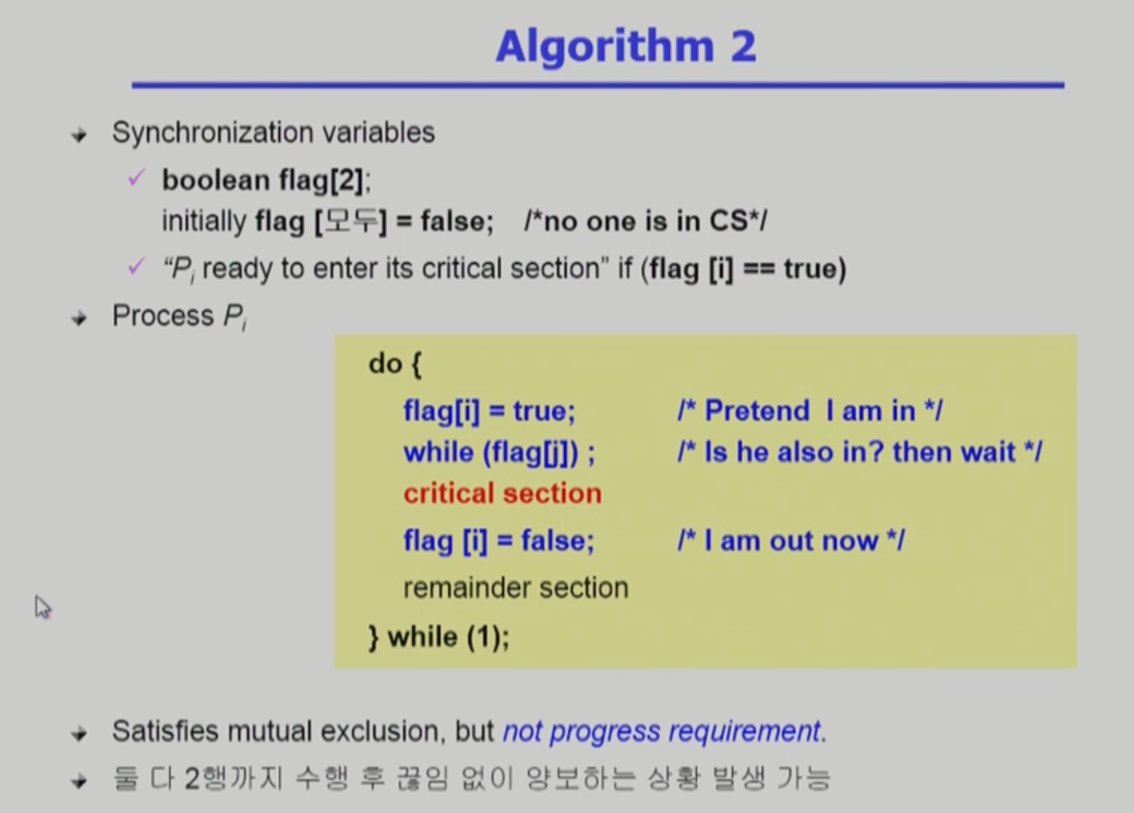 Algorithm 2
Synchronization variables
boolean flag[2];
initially flag [모두] = false; /*no one is in CS*/
“Pi ready to enter its critical section” if (flag [i] == true)
Process Pi
do {
flag[i] = true; /* Pretend I am in */
while (flag[j]) ; /* Is he also in? then wait */
critical section
flag [i] = false; /* I am out now */
remainder section
} while (1);
Satisfies mutual exclusion, but not progress requirement.
둘 다 2행까지 수행 후 끊임 없이 양보하는 상황 발생 가능